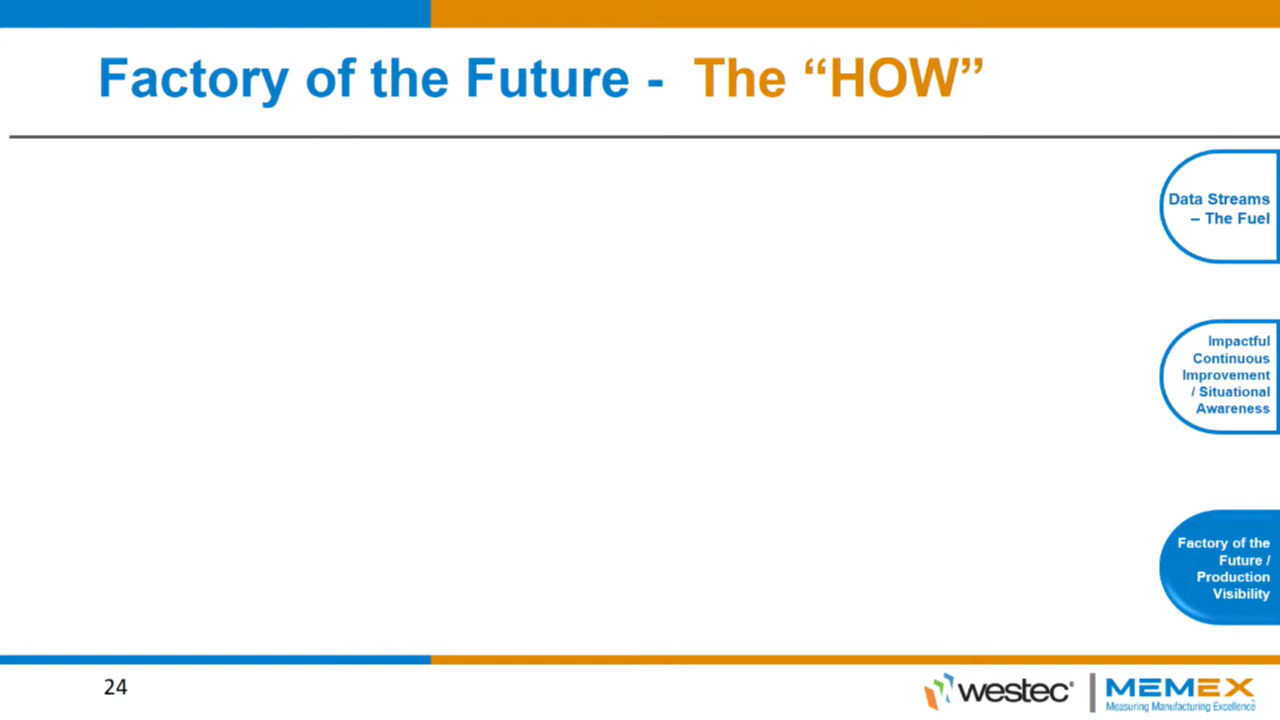 Factory of the Future - The “HOW”
Data Streams
– The Fuel
Impactful
Continuous
Improvement
/ Situational
Awareness
Factory of the
Future /
Production
Visibility
24
westec®
MEMEX
Measuring Manufacturing Excellence